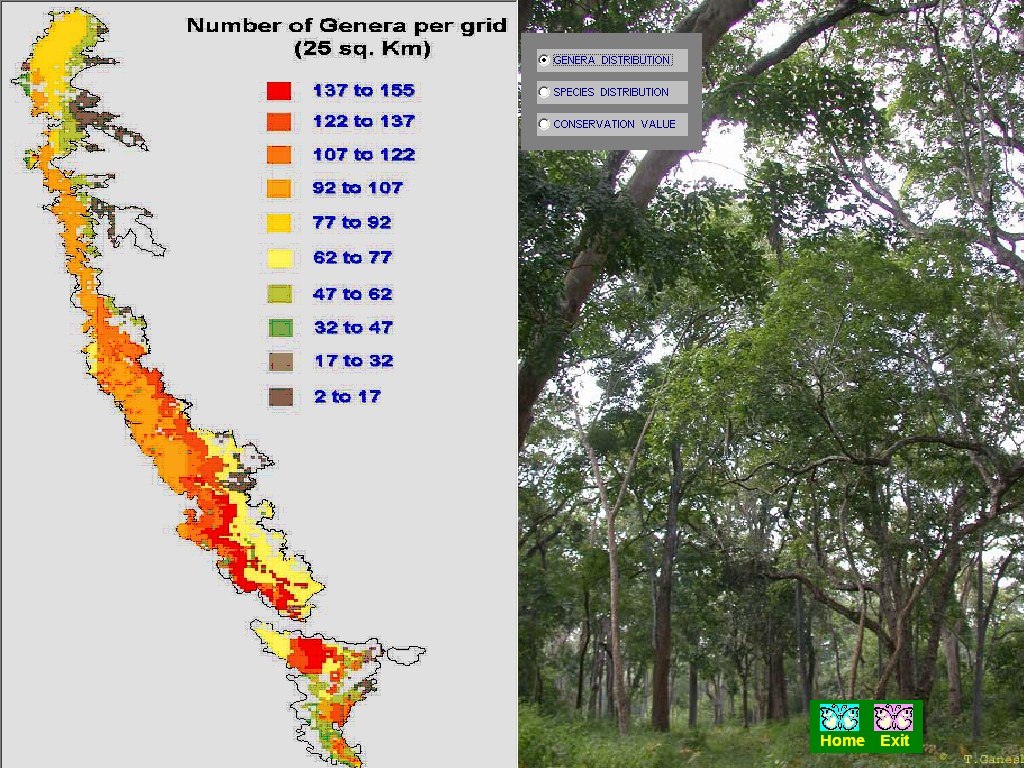 Number of Genera per grid
(25 sq. Km)
137 to 155
122 to 137
107 to 122
92 to 107
77 to 92
62 to 77
47 to 62
32 to 47
17 to 32
2 to 17
GENERA DISTRIBUTION
SPECIES DISTRIBUTION
CONSERVATION VALUE
Home Exit
© T.Ganesh